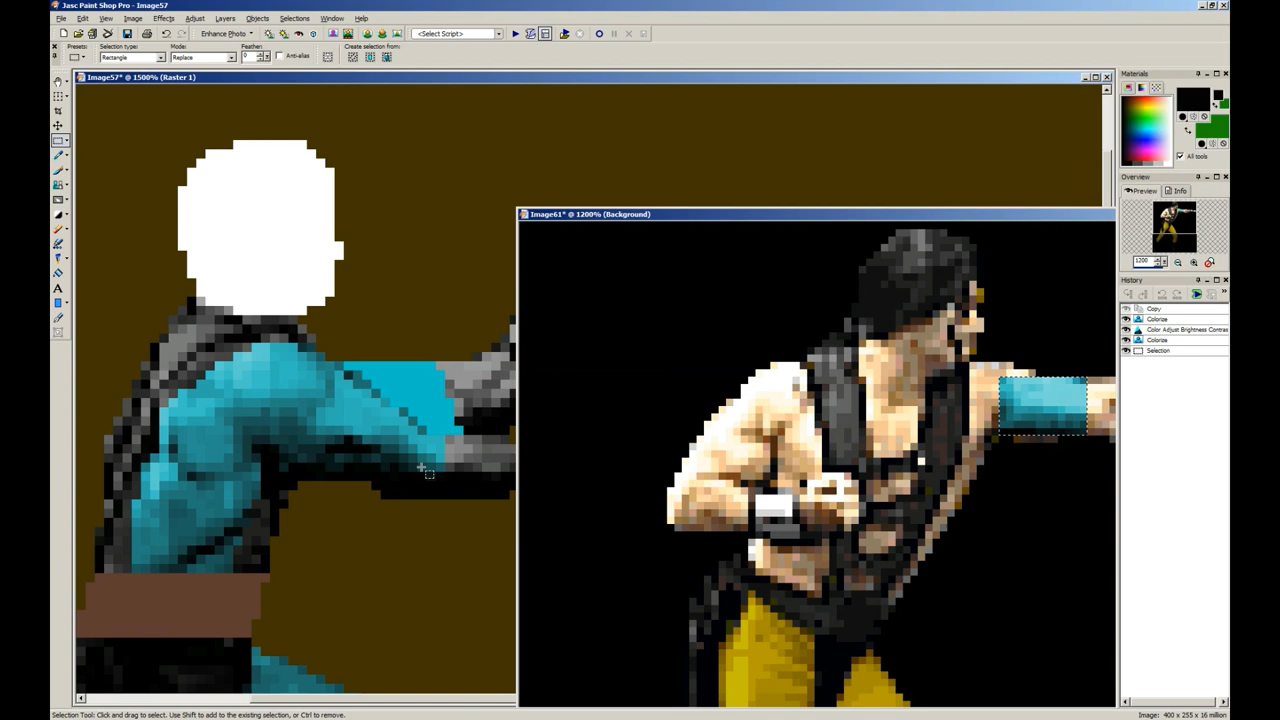 Jasc Paint Shop Pro - Image57
File Edit View Image Effects Adjust Layers Objects Selections Window Help
Enhance Photo
<Select Script>
Presets: Selection type: Mode: Feather: Create selection from:
Rectangle Replace 0 Anti-alias
Image57* @ 1500% (Raster 1)
Image61* @ 1200% (Background)
Materials
All tools
Overview
Preview Info
1200
History
Copy
Colorize
Color Adjust Brightness Contras
Colorize
Selection
Selection Tool: Click and drag to select. Use Shift to add to the existing selection, or Ctrl to remove.
Image: 400 x 255 x 16 million